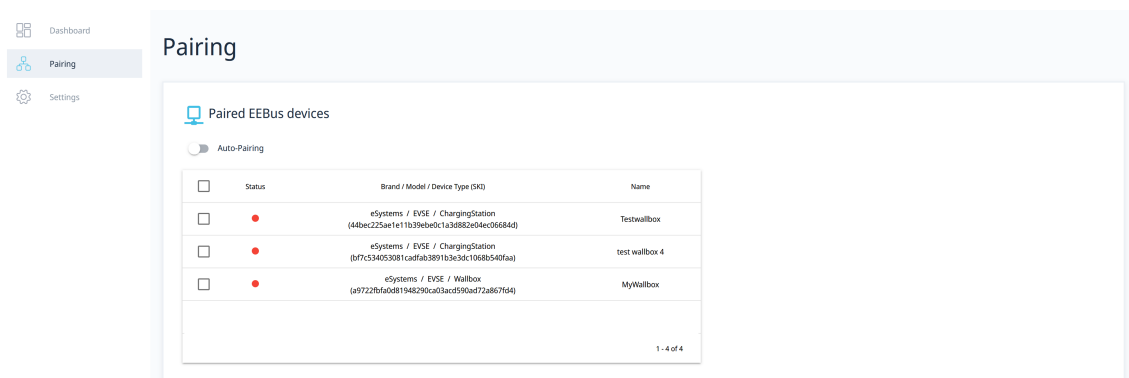 Dashboard
Pairing
Settings
Pairing
Paired EEBus devices
Auto-Pairing
Status Brand / Model / Device Type (SKI) Name
eSystems / EVSE / ChargingStation
(44bec225ae1e11b39ebe0c1a3d882e04ec06684d)
Testwallbox
eSystems / EVSE / ChargingStation
(bf7c534053081cadfab3891b3e3dc1068b540faa)
test wallbox 4
eSystems / EVSE / Wallbox
(a9722fbfa0d81948290ca03acd590ad72a867fd4)
MyWallbox
1 - 4 of 4